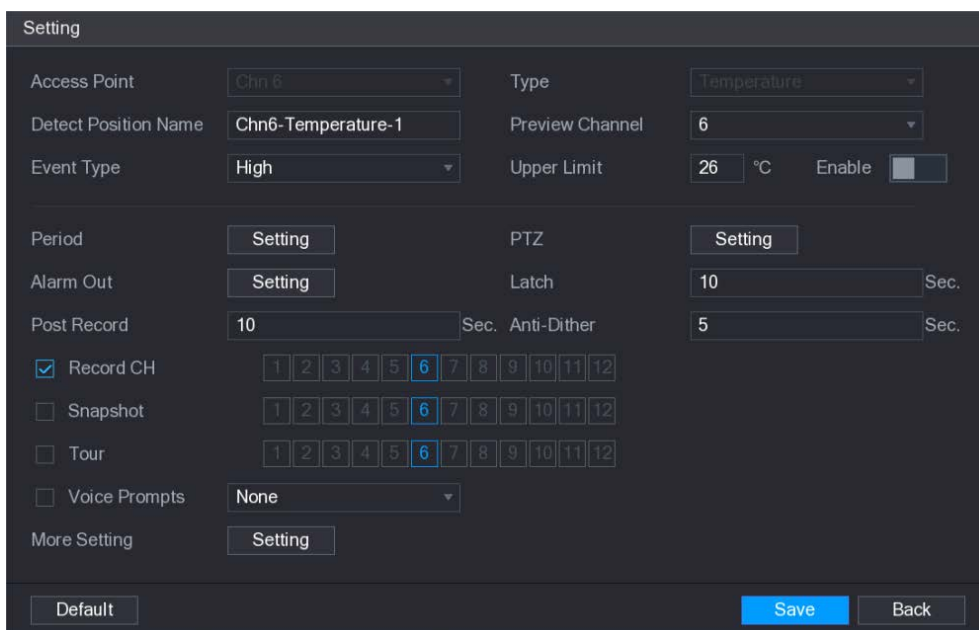 Setting
Access Point Chn 6 Type Temperature
Detect Position Name Chn6-Temperature-1 Preview Channel 6
Event Type High Upper Limit 26 °C Enable
Period Setting PTZ Setting
Alarm Out Setting Latch 10 Sec.
Post Record 10 Sec. Anti-Dither 5 Sec.
Record CH 1 2 3 4 5 6 7 8 9 10 11 12
Snapshot 1 2 3 4 5 6 7 8 9 10 11 12
Tour 1 2 3 4 5 6 7 8 9 10 11 12
Voice Prompts None
More Setting Setting
Default Save Back